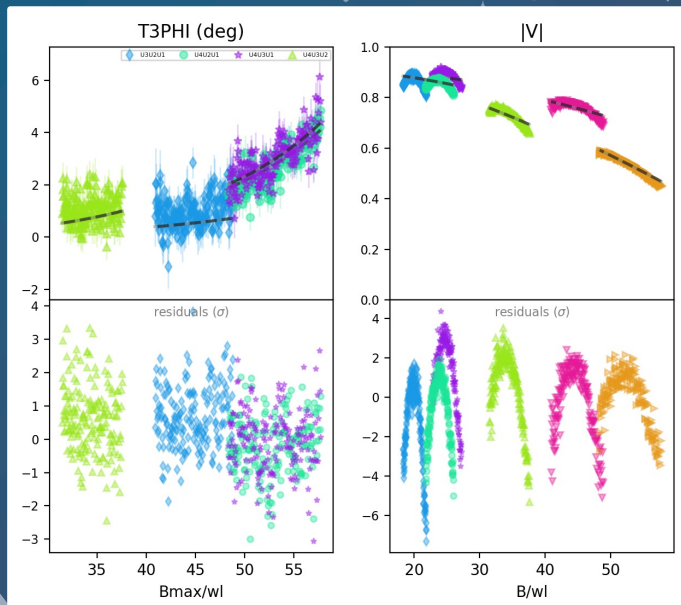 T3PHI (deg)
U3U2U1 U4U2U1 U4U3U1 U4U3U2
6
4
2
0
−2
residuals (σ)
4
3
2
1
0
−1
−2
−3
35 40 45 50 55
Bmax/wl
|V|
1.0
0.8
0.6
0.4
0.2
0.0
residuals (σ)
4
2
0
−2
−4
−6
20 30 40 50
B/wl